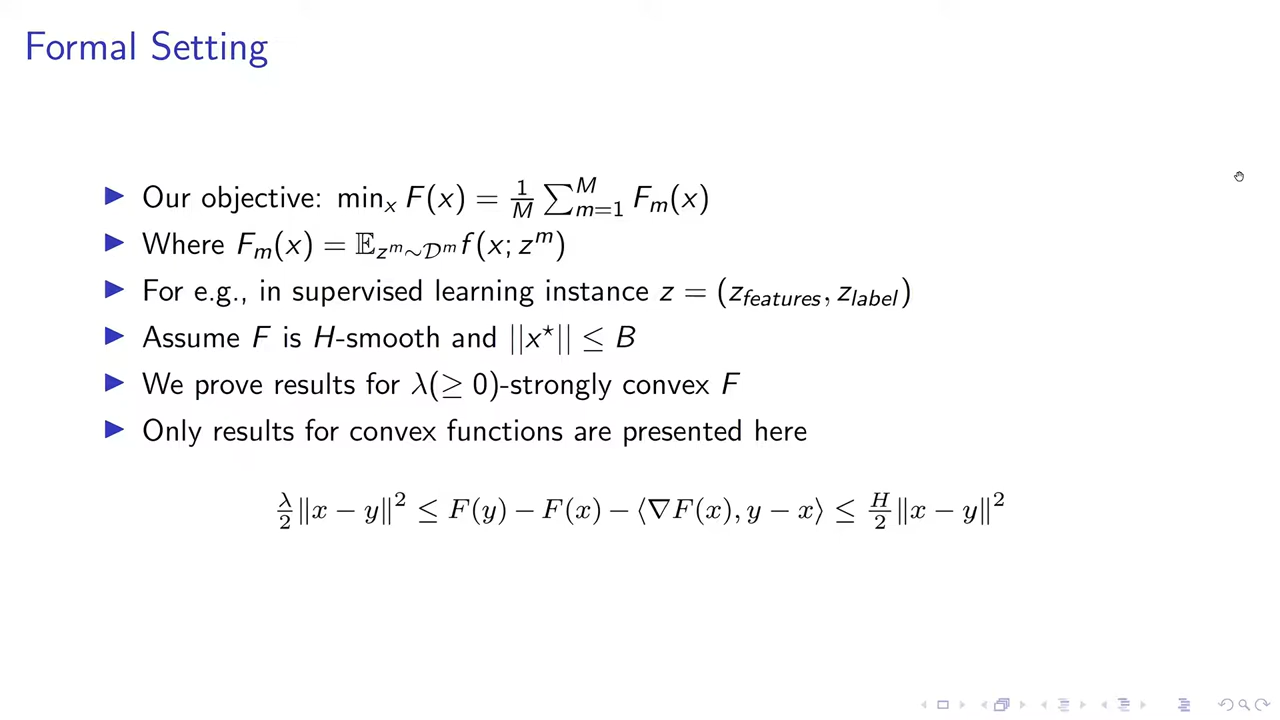 Formal Setting
Our objective: min_x F(x) = 1/M ∑_{m=1}^{M} F_m(x)
Where F_m(x) = 𝔼_{z^m∼𝒟^m} f(x; z^m)
For e.g., in supervised learning instance z = (z_features, z_label)
Assume F is H-smooth and ||x⋆|| ≤ B
We prove results for λ(≥ 0)-strongly convex F
Only results for convex functions are presented here
λ/2 ‖x − y‖² ≤ F(y) − F(x) − ⟨∇F(x), y − x⟩ ≤ H/2 ‖x − y‖²